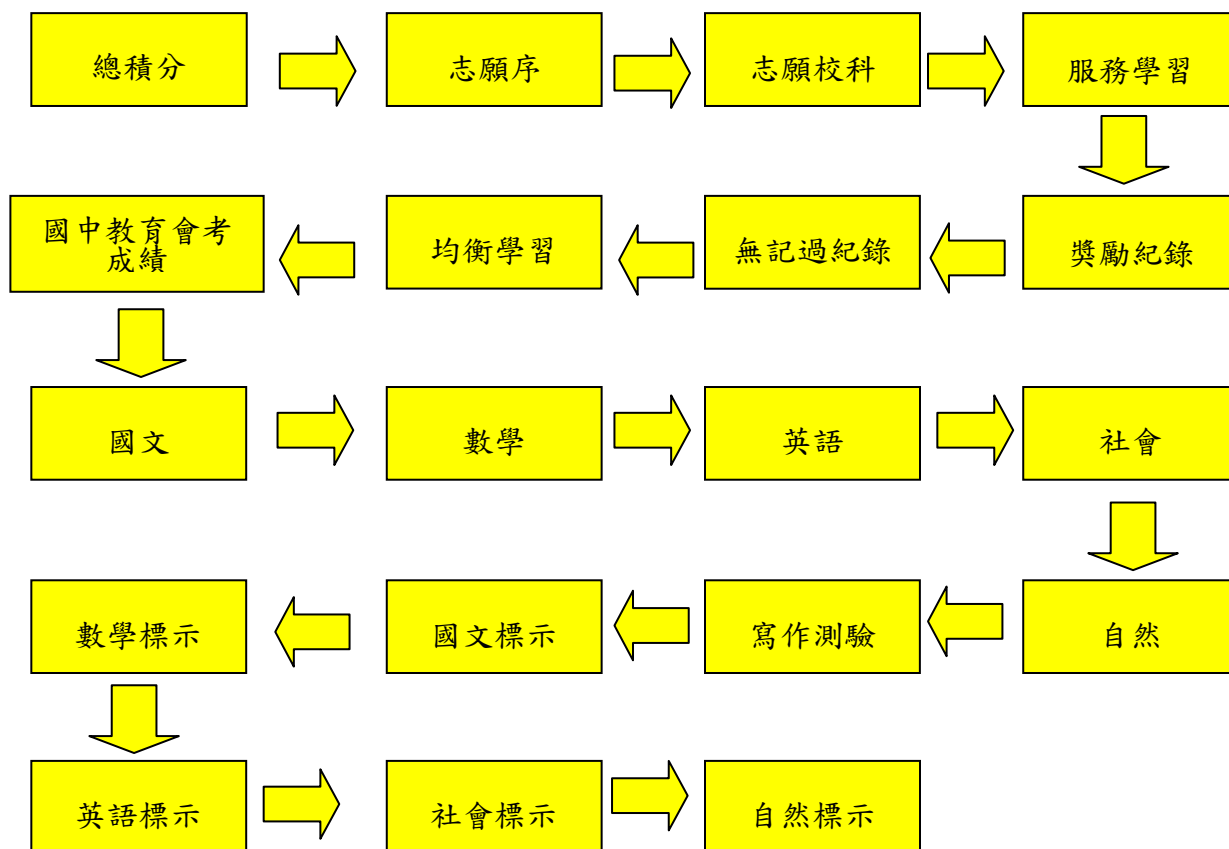 總積分
志願序
志願校科
服務學習
獎勵紀錄
無記過紀錄
均衡學習
國中教育會考
成績
國文
數學
英語
社會
自然
寫作測驗
國文標示
數學標示
英語標示
社會標示
自然標示